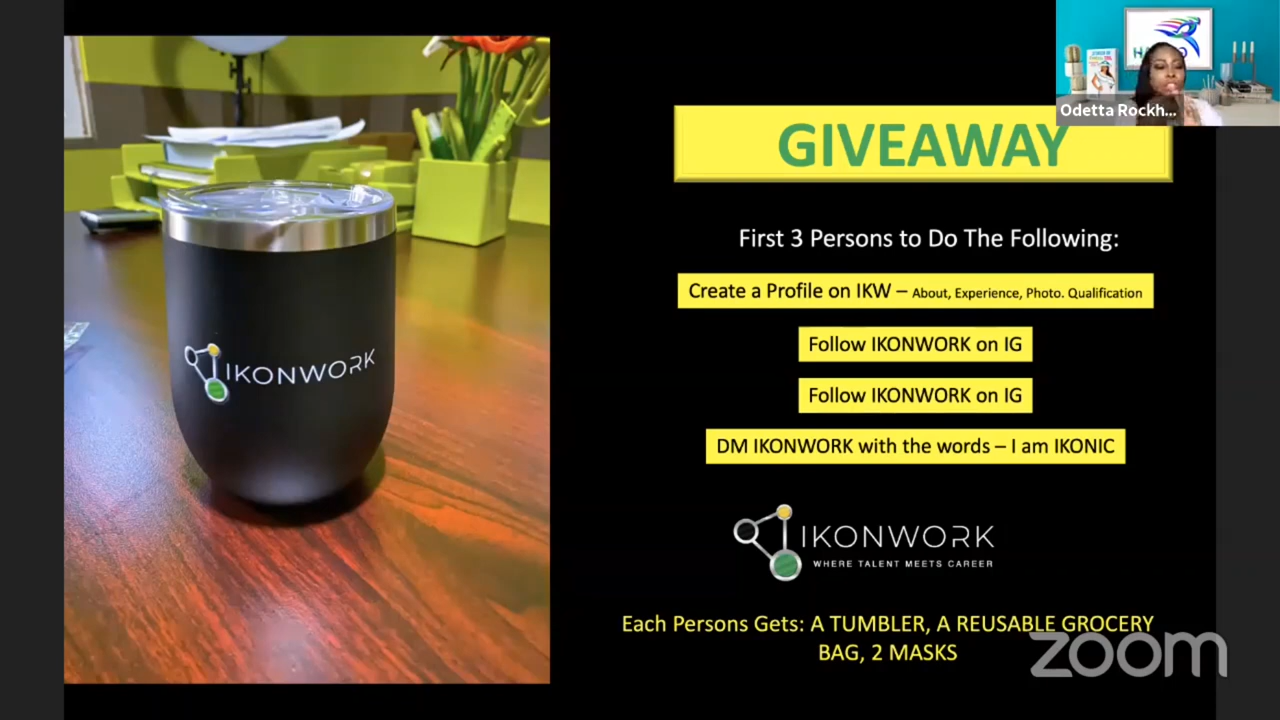 Odetta Rockh...
GIVEAWAY
First 3 Persons to Do The Following:
Create a Profile on IKW – About, Experience, Photo. Qualification
Follow IKONWORK on IG
Follow IKONWORK on IG
DM IKONWORK with the words – I am IKONIC
IKONWORK
IKONWORK
WHERE TALENT MEETS CAREER
Each Persons Gets: A TUMBLER, A REUSABLE GROCERY
BAG, 2 MASKS
zoom